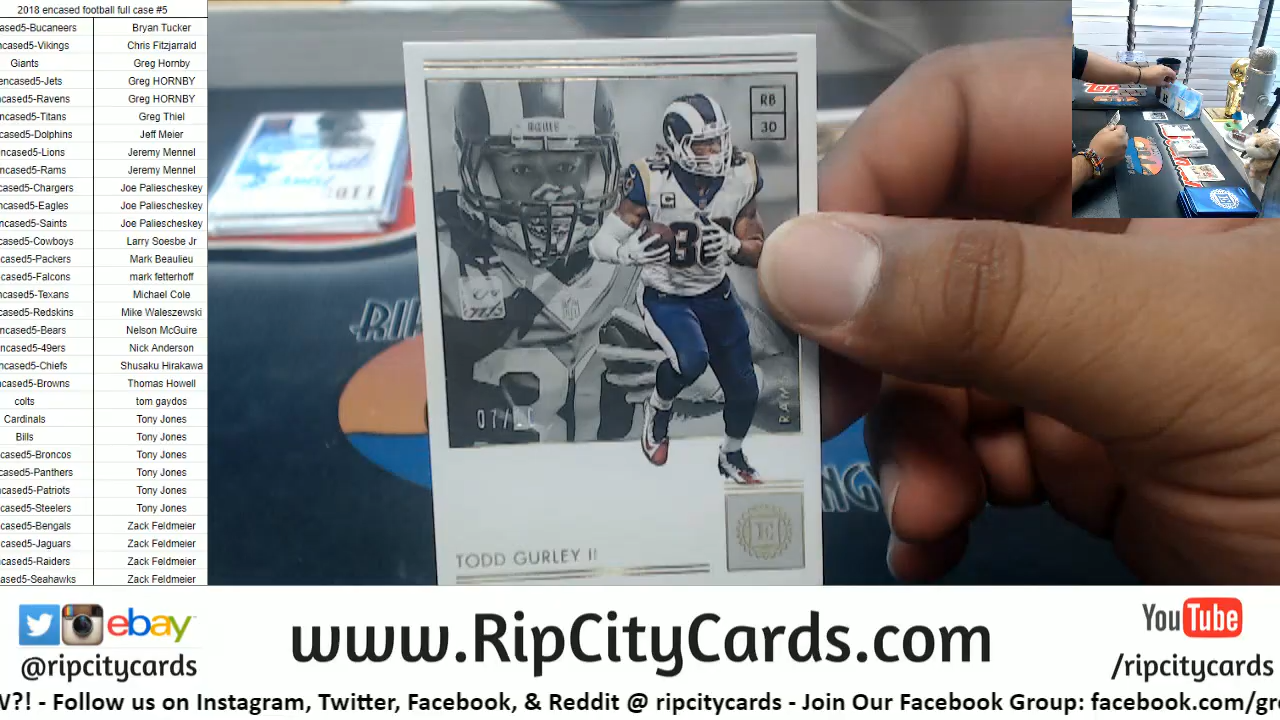 2018 encased football full case #5
ncased5-Bucaneers Bryan Tucker
ncased5-Vikings Chris Fitzjarrald
Giants Greg Hornby
encased5-Jets Greg HORNBY
ncased5-Ravens Greg HORNBY
ncased5-Titans Greg Thiel
ncased5-Dolphins Jeff Meier
ncased5-Lions Jeremy Mennel
ncased5-Rams Jeremy Mennel
ncased5-Chargers Joe Paliescheskey
ncased5-Eagles Joe Paliescheskey
ncased5-Saints Joe Paliescheskey
ncased5-Cowboys Larry Soesbe Jr
ncased5-Packers Mark Beaulieu
ncased5-Falcons mark fetterhoff
ncased5-Texans Michael Cole
ncased5-Redskins Mike Waleszewski
ncased5-Bears Nelson McGuire
ncased5-49ers Nick Anderson
ncased5-Chiefs Shusaku Hirakawa
ncased5-Browns Thomas Howell
colts tom gaydos
Cardinals Tony Jones
Bills Tony Jones
cased5-Broncos Tony Jones
cased5-Panthers Tony Jones
cased5-Patriots Tony Jones
cased5-Steelers Tony Jones
cased5-Bengals Zack Feldmeier
cased5-Jaguars Zack Feldmeier
cased5-Raiders Zack Feldmeier
ased5-Seahawks Zack Feldmeier
RB
30
RAMS
TODD GURLEY II
E
ebay
@ripcitycards
www.RipCityCards.com
YouTube
/ripcitycards
V?! - Follow us on Instagram, Twitter, Facebook, & Reddit @ ripcitycards - Join Our Facebook Group: facebook.com/gr